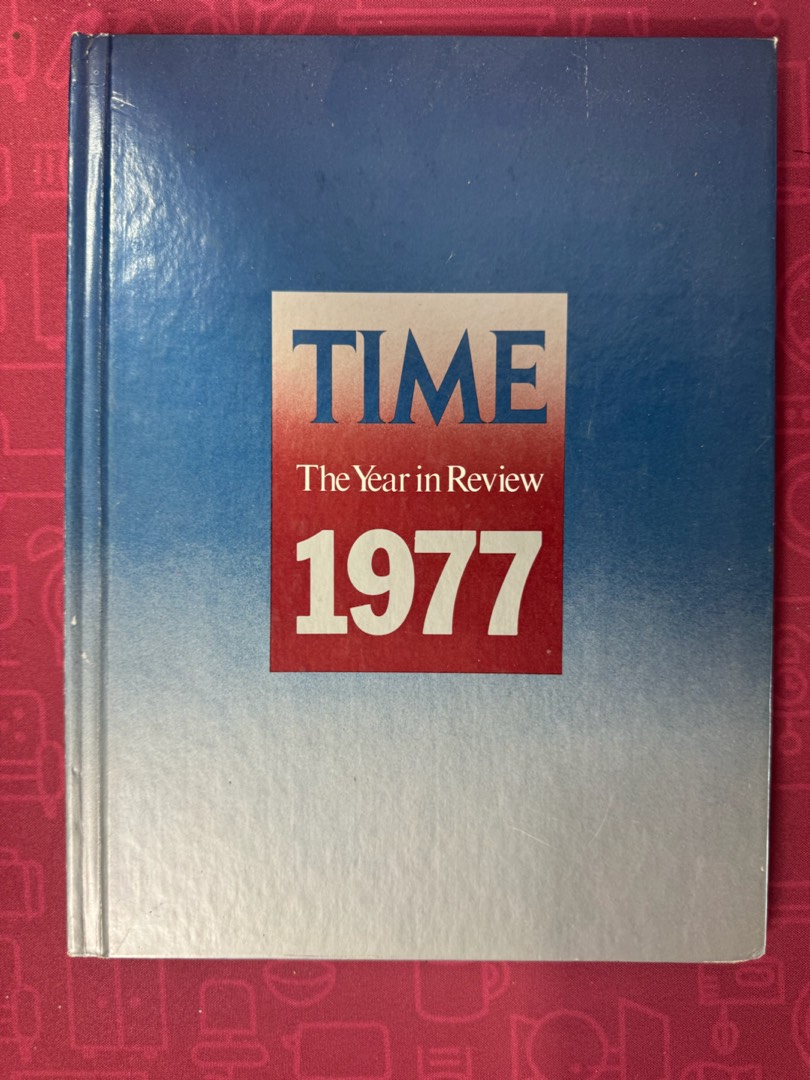 TIME
The Year in Review
1977